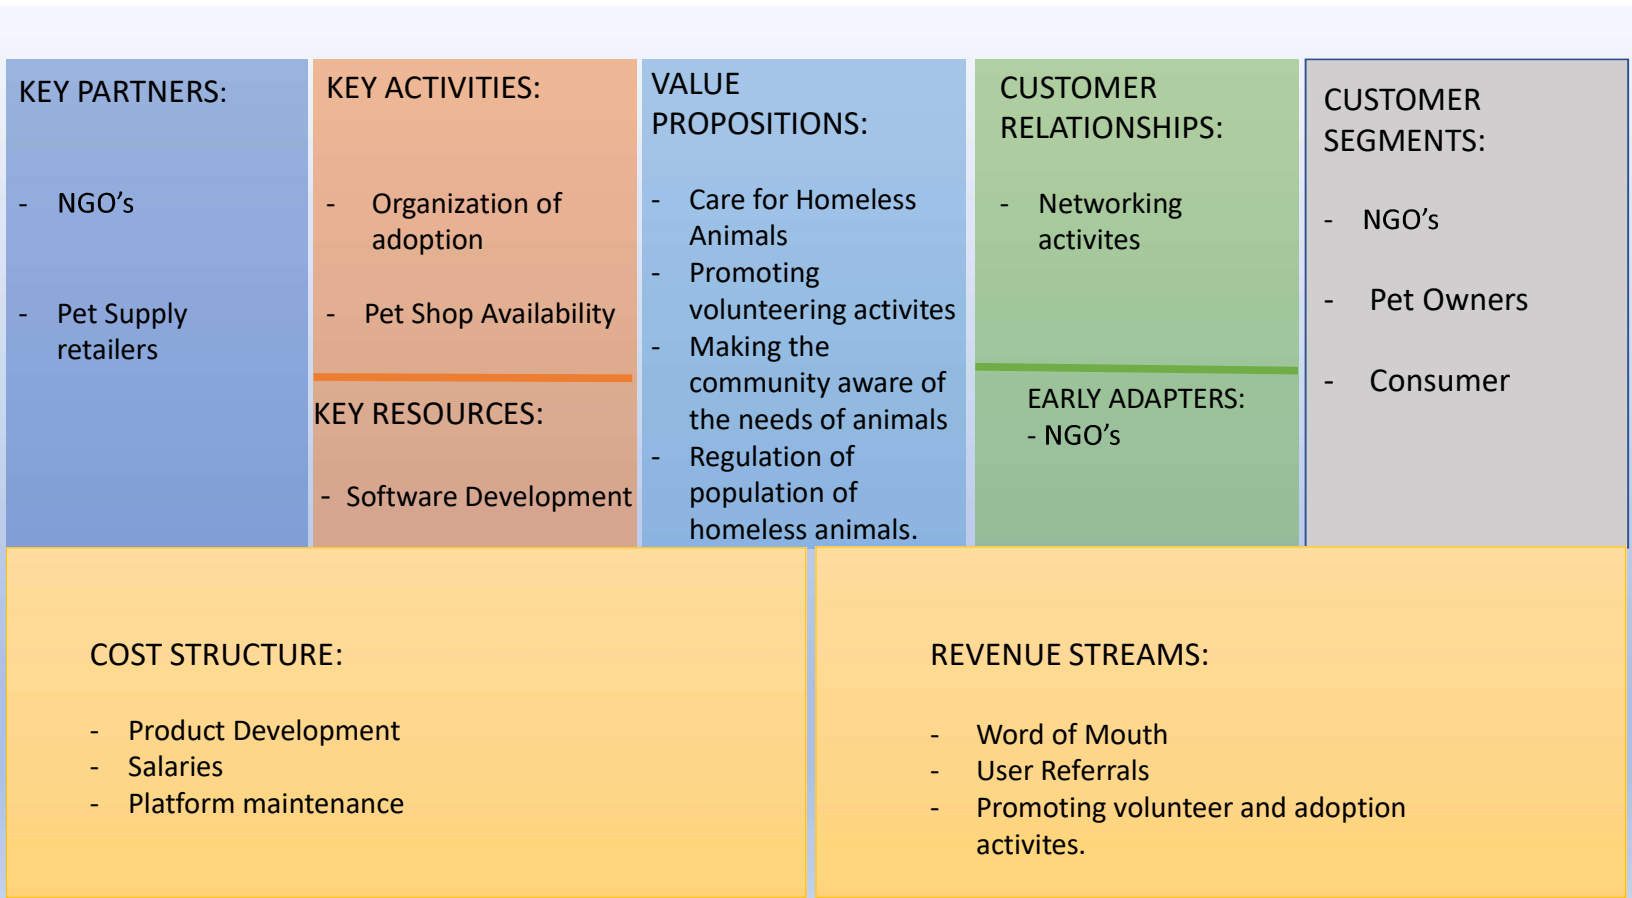 KEY PARTNERS:
- NGO's
- Pet Supply
retailers
KEY ACTIVITIES:
- Organization of
adoption
- Pet Shop Availability
KEY RESOURCES:
- Software Development
VALUE
PROPOSITIONS:
- Care for Homeless
Animals
- Promoting
volunteering activites
- Making the
community aware of
the needs of animals
- Regulation of
population of
homeless animals.
CUSTOMER
RELATIONSHIPS:
- Networking
activites
EARLY ADAPTERS:
- NGO's
CUSTOMER
SEGMENTS:
- NGO's
- Pet Owners
- Consumer
COST STRUCTURE:
- Product Development
- Salaries
- Platform maintenance
REVENUE STREAMS:
- Word of Mouth
- User Referrals
- Promoting volunteer and adoption
activites.